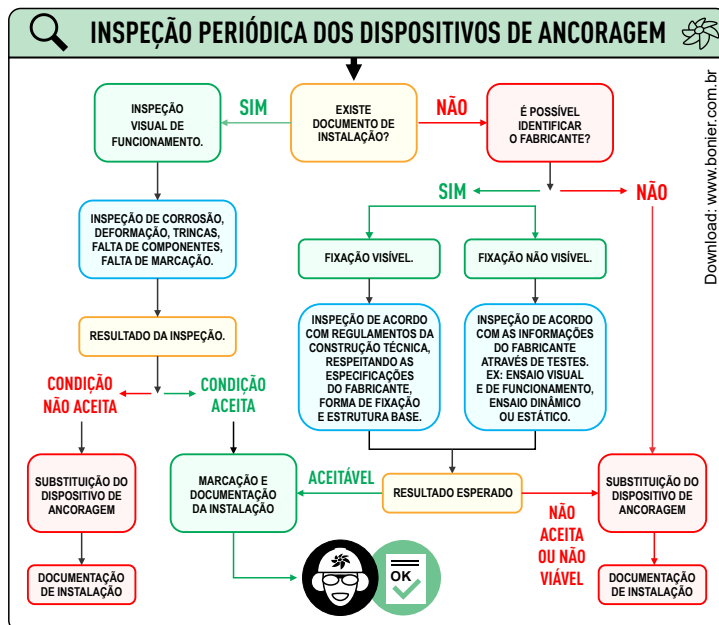 INSPEÇÃO PERIÓDICA DOS DISPOSITIVOS DE ANCORAGEM
INSPEÇÃO
VISUAL DE
FUNCIONAMENTO.
SIM
EXISTE
DOCUMENTO DE
INSTALAÇÃO?
NÃO
É POSSÍVEL
IDENTIFICAR
O FABRICANTE?
SIM
NÃO
INSPEÇÃO DE CORROSÃO,
DEFORMAÇÃO, TRINCAS,
FALTA DE COMPONENTES,
FALTA DE MARCAÇÃO.
FIXAÇÃO VISÍVEL.
FIXAÇÃO NÃO VISÍVEL.
RESULTADO DA INSPEÇÃO.
INSPEÇÃO DE ACORDO
COM REGULAMENTOS DA
CONSTRUÇÃO TÉCNICA,
RESPEITANDO AS
ESPECIFICAÇÕES
DO FABRICANTE,
FORMA DE FIXAÇÃO
E ESTRUTURA BASE.
INSPEÇÃO DE ACORDO
COM AS INFORMAÇÕES
DO FABRICANTE
ATRAVÉS DE TESTES.
EX: ENSAIO VISUAL
E DE FUNCIONAMENTO,
ENSAIO DINÂMICO
OU ESTÁTICO.
CONDIÇÃO
NÃO ACEITA
CONDIÇÃO
ACEITA
SUBSTITUIÇÃO DO
DISPOSITIVO DE
ANCORAGEM
MARCAÇÃO E
DOCUMENTAÇÃO
DA INSTALAÇÃO
ACEITÁVEL
RESULTADO ESPERADO
NÃO
ACEITA
OU NÃO
VIÁVEL
SUBSTITUIÇÃO DO
DISPOSITIVO DE
ANCORAGEM
DOCUMENTAÇÃO
DE INSTALAÇÃO
OK
DOCUMENTAÇÃO
DE INSTALAÇÃO
Download: www.bonier.com.br